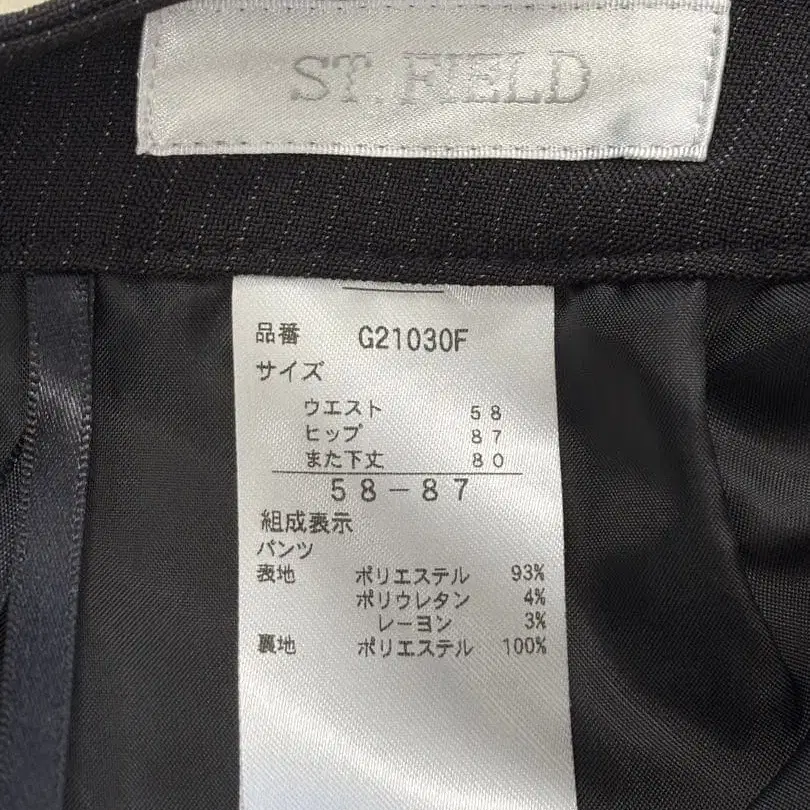 ST. FIELD
品番 G21030F
サイズ
ウエスト 58
ヒップ 87
また下丈 80
58-87
組成表示
パンツ
表地 ポリエステル 93%
ポリウレタン 4%
レーヨン 3%
裏地 ポリエステル 100%